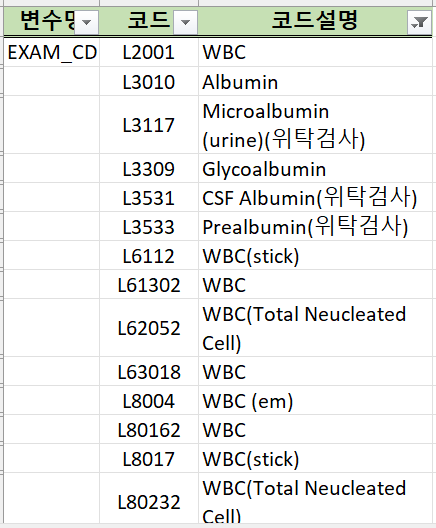 변수명 코드 코드설명
EXAM_CD L2001 WBC
L3010 Albumin
L3117 Microalbumin
(urine)(위탁검사)
L3309 Glycoalbumin
L3531 CSF Albumin(위탁검사)
L3533 Prealbumin(위탁검사)
L6112 WBC(stick)
L61302 WBC
L62052 WBC(Total Neucleated
Cell)
L63018 WBC
L8004 WBC (em)
L80162 WBC
L8017 WBC(stick)
L80232 WBC(Total Neucleated
Cell)